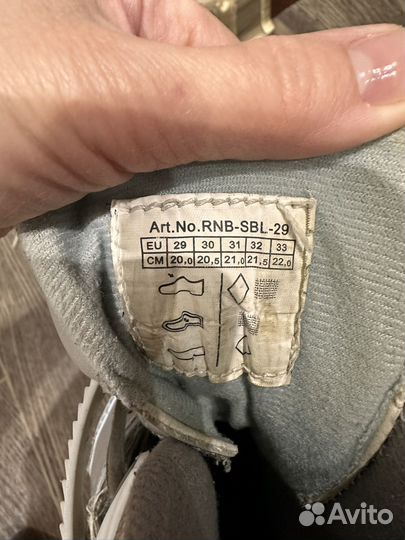 Art.No.RNB-SBL-29
EU 29 30 31 32 33
CM 20,0 20,5 21,0 21,5 22,0
Avito